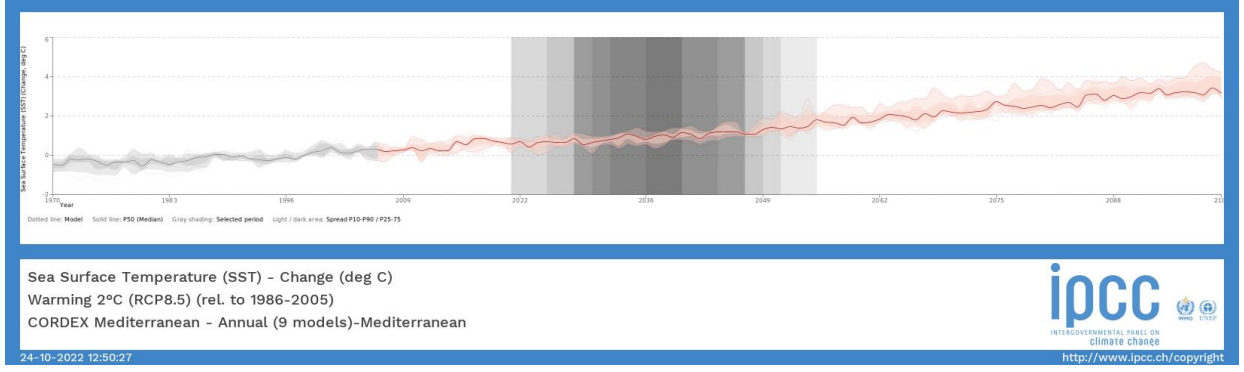 Sea Surface Temperature (SST) (Change, deg C)
6
4
2
0
-2
1970
1983
1996
2009
2022
2036
2049
2062
2075
2088
210
Year
Dotted line: Model Solid line: P50 (Median) Gray shading: Selected period Light / dark area: Spread P10-P90 / P25-75
Sea Surface Temperature (SST) - Change (deg C)
Warming 2°C (RCP8.5) (rel. to 1986-2005)
CORDEX Mediterranean - Annual (9 models)-Mediterranean
ipcc
INTERGOVERNMENTAL PANEL ON
climate change
WMO UNEP
24-10-2022 12:50:27
http://www.ipcc.ch/copyright